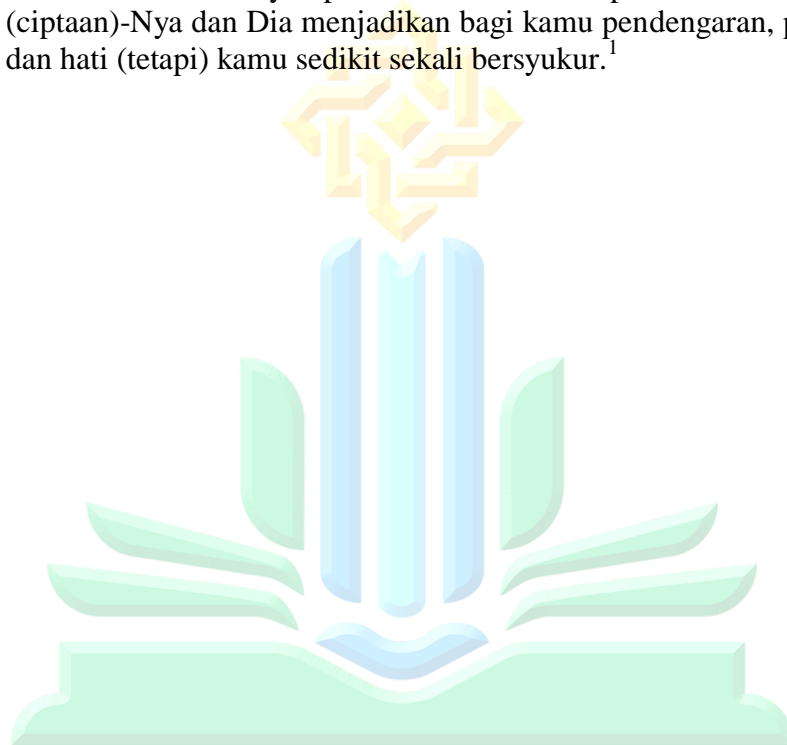 (ciptaan)-Nya dan Dia menjadikan bagi kamu pendengaran,
dan hati (tetapi) kamu sedikit sekali bersyukur.1